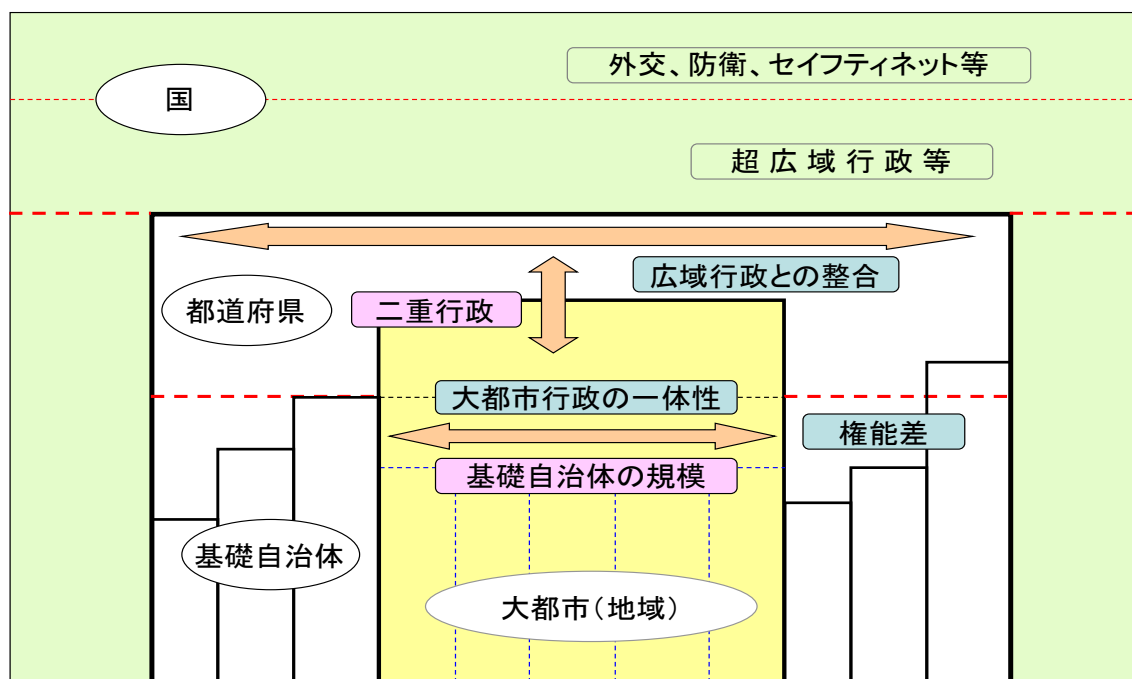 外交、防衛、セイフティネット等
国
超広域行政等
広域行政との整合
都道府県
二重行政
大都市行政の一体性
権能差
基礎自治体の規模
基礎自治体
大都市（地域）